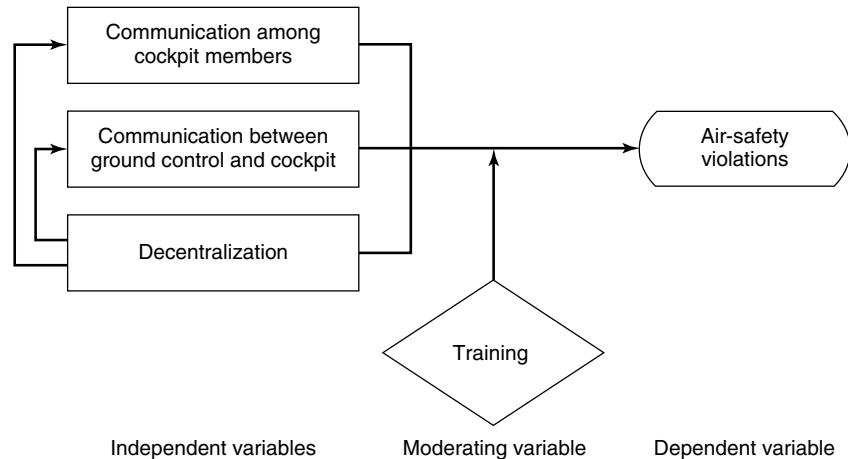 Communication among
cockpit members
Communication between
ground control and cockpit
Decentralization
Air-safety
violations
Training
Independent variables
Moderating variable
Dependent variable